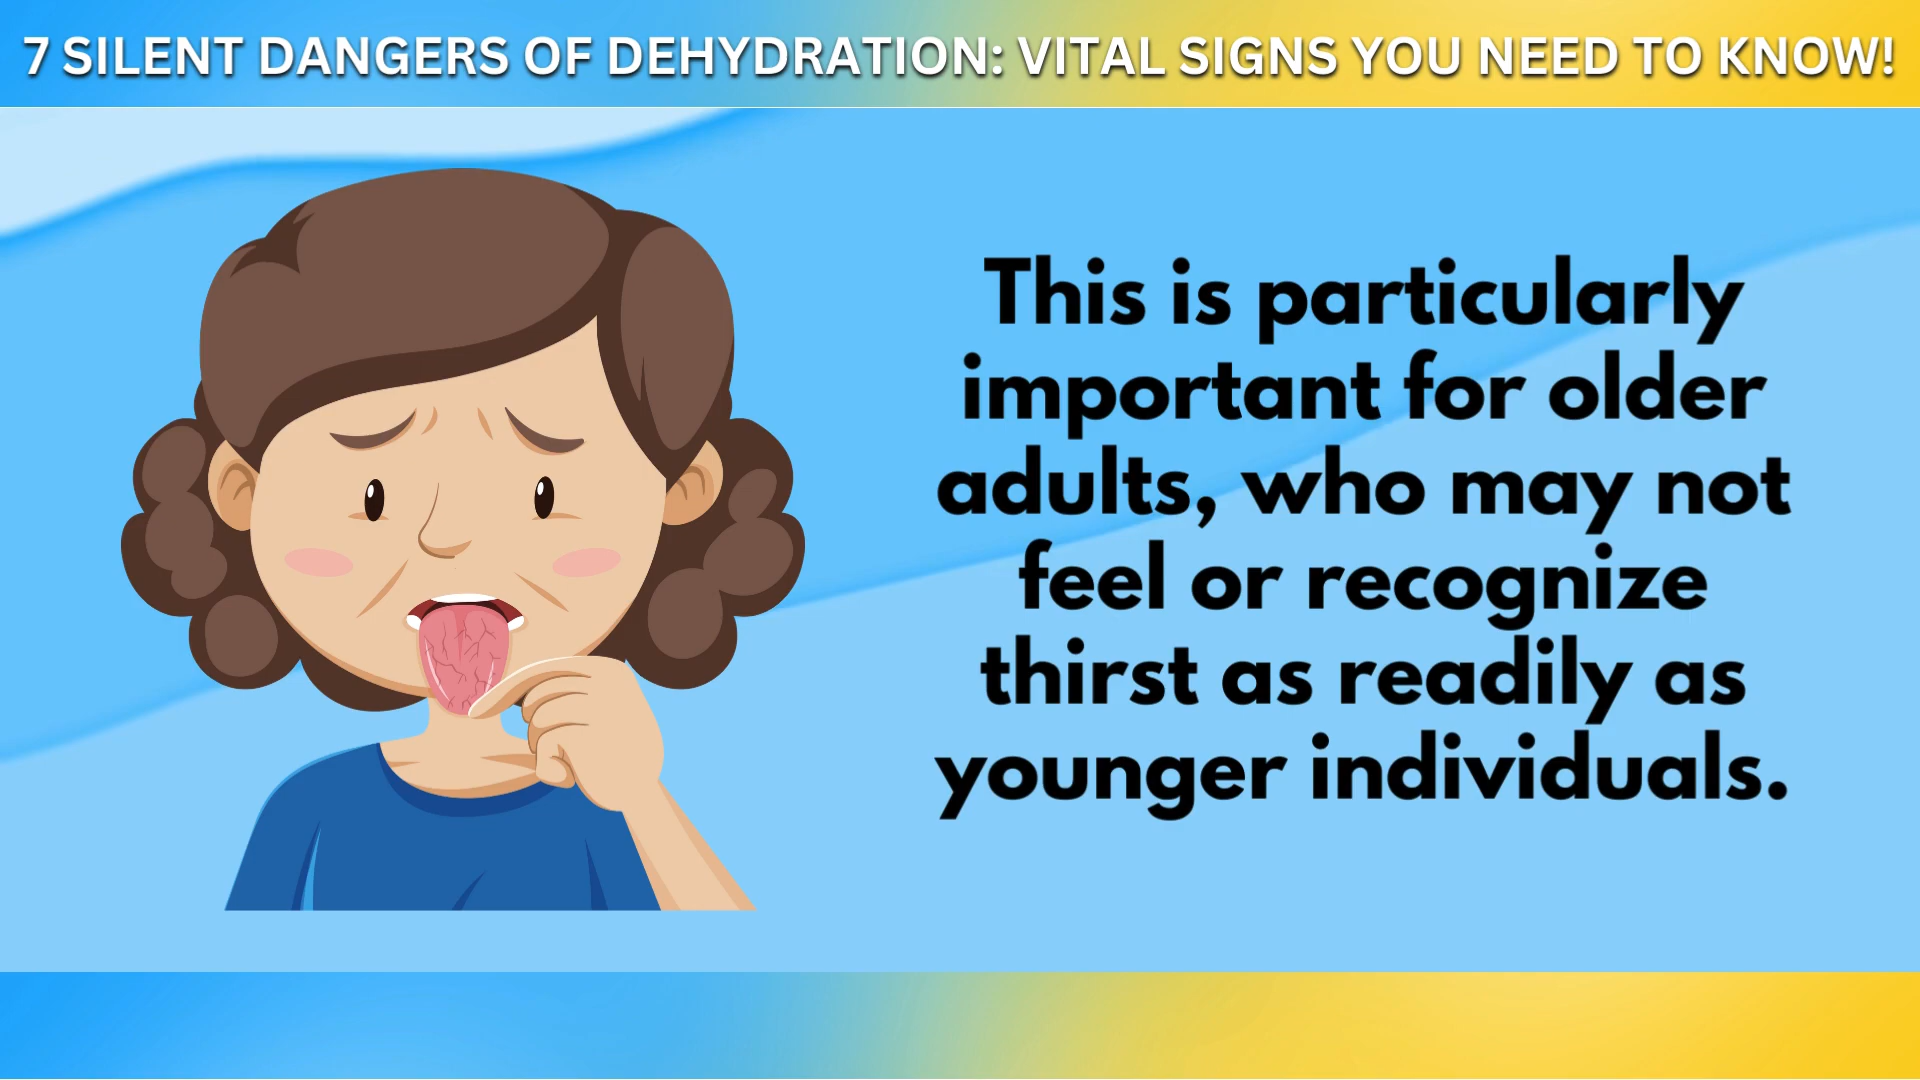 7 SILENT DANGERS OF DEHYDRATION: VITAL SIGNS YOU NEED TO KNOW!
This is particularly
important for older
adults, who may not
feel or recognize
thirst as readily as
younger individuals.